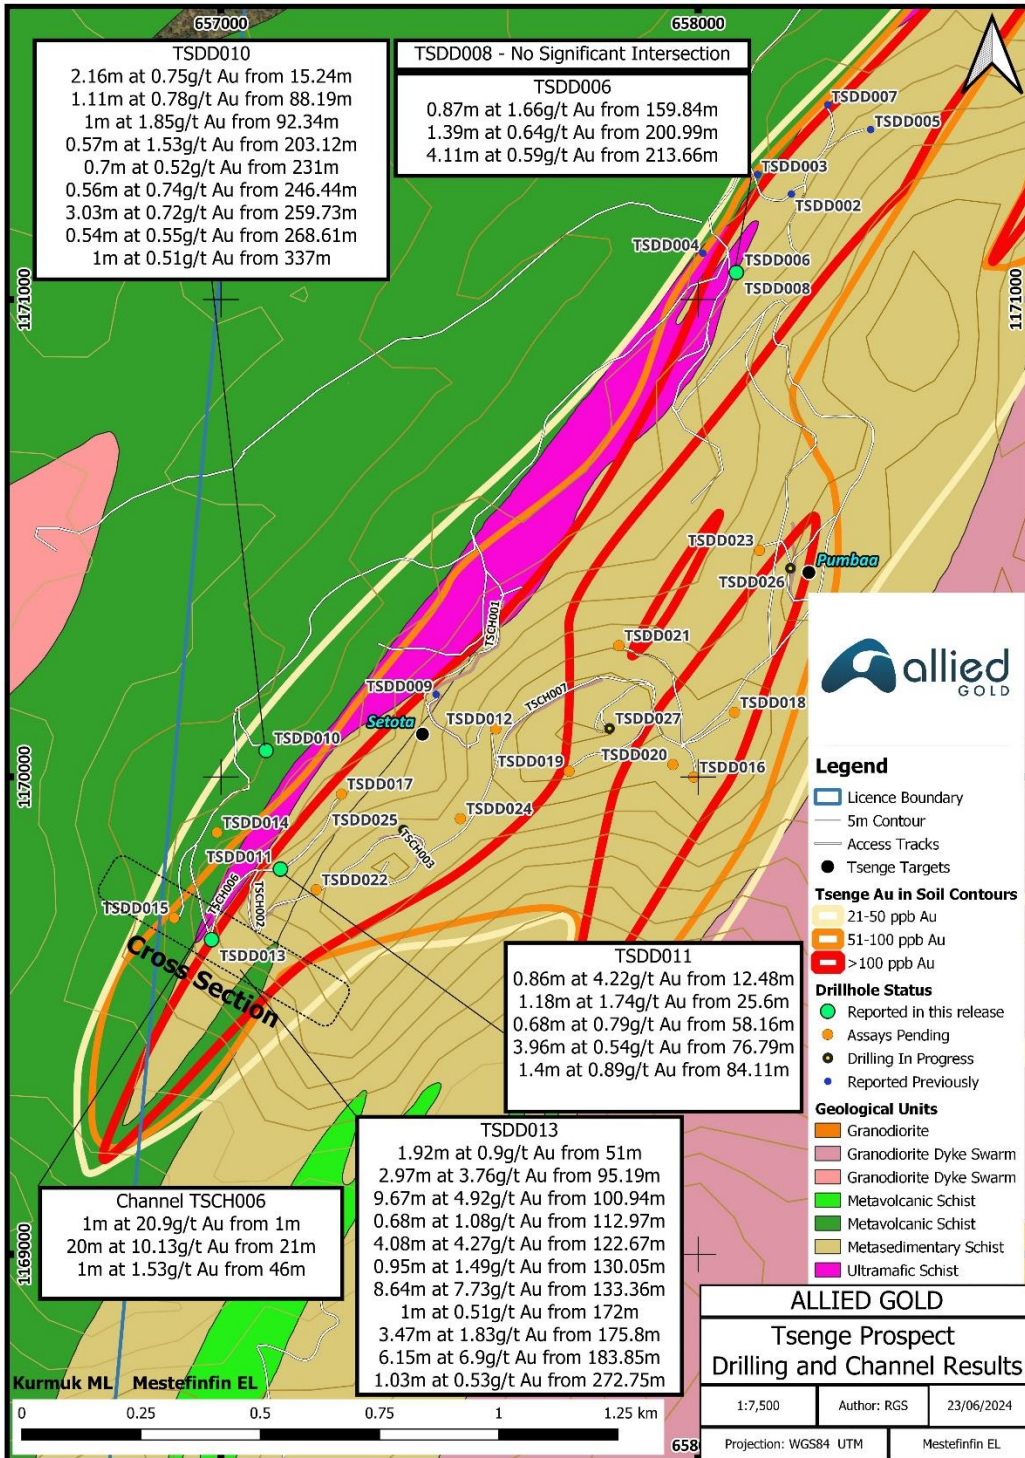 657000
658000
TSDD010
2.16m at 0.75g/t Au from 15.24m
1.11m at 0.78g/t Au from 88.19m
1m at 1.85g/t Au from 92.34m
0.57m at 1.53g/t Au from 203.12m
0.7m at 0.52g/t Au from 231m
0.56m at 0.74g/t Au from 246.44m
3.03m at 0.72g/t Au from 259.73m
0.54m at 0.55g/t Au from 268.61m
1m at 0.51g/t Au from 337m
TSDD008 - No Significant Intersection
TSDD006
0.87m at 1.66g/t Au from 159.84m
1.39m at 0.64g/t Au from 200.99m
4.11m at 0.59g/t Au from 213.66m
TSDD007
TSDD005
TSDD003
TSDD002
TSDD004
TSDD006
TSDD008
1171000
1171000
TSDD023
Pumbaa
TSDD026
TSCH001
TSDD021
TSDD009
TSCH007
Setota
TSDD012
TSDD027
TSDD018
TSDD010
TSDD019
TSDD020
TSDD016
1170000
TSDD017
TSDD014
TSDD025
TSDD024
TSCH003
TSDD011
TSDD022
TSCH006
TSCH002
TSDD015
TSDD013
Cross Section
allied
GOLD
Legend
Licence Boundary
5m Contour
Access Tracks
Tsenge Targets
Tsenge Au in Soil Contours
21-50 ppb Au
51-100 ppb Au
>100 ppb Au
Drillhole Status
Reported in this release
Assays Pending
Drilling In Progress
Reported Previously
Geological Units
Granodiorite
Granodiorite Dyke Swarm
Granodiorite Dyke Swarm
Metavolcanic Schist
Metavolcanic Schist
Metasedimentary Schist
Ultramafic Schist
TSDD011
0.86m at 4.22g/t Au from 12.48m
1.18m at 1.74g/t Au from 25.6m
0.68m at 0.79g/t Au from 58.16m
3.96m at 0.54g/t Au from 76.79m
1.4m at 0.89g/t Au from 84.11m
TSDD013
1.92m at 0.9g/t Au from 51m
2.97m at 3.76g/t Au from 95.19m
9.67m at 4.92g/t Au from 100.94m
0.68m at 1.08g/t Au from 112.97m
4.08m at 4.27g/t Au from 122.67m
0.95m at 1.49g/t Au from 130.05m
8.64m at 7.73g/t Au from 133.36m
1m at 0.51g/t Au from 172m
3.47m at 1.83g/t Au from 175.8m
6.15m at 6.9g/t Au from 183.85m
1.03m at 0.53g/t Au from 272.75m
Channel TSCH006
1m at 20.9g/t Au from 1m
20m at 10.13g/t Au from 21m
1m at 1.53g/t Au from 46m
1169000
Kurmuk ML
Mestefinfin EL
0 0.25 0.5 0.75 1 1.25 km
658
ALLIED GOLD
Tsenge Prospect
Drilling and Channel Results
1:7,500
Author: RGS
23/06/2024
Projection: WGS84 UTM
Mestefinfin EL